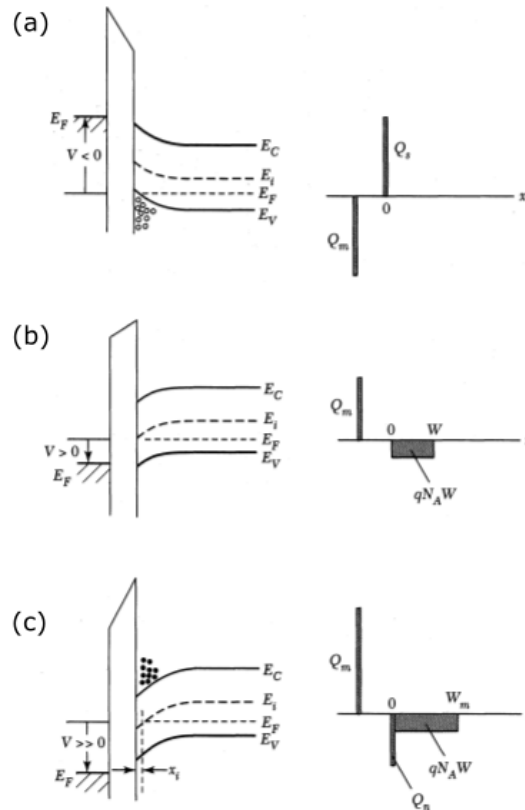 (a)
E_F
V < 0
E_C
E_i
E_F
E_V
Q_s
x
0
Q_m
(b)
E_C
E_i
E_F
E_V
V > 0
E_F
Q_m
0 W
qN_AW
(c)
E_C
E_i
E_F
E_V
V >> 0
E_F
x_i
Q_m
0 W_m
qN_AW
Q_n